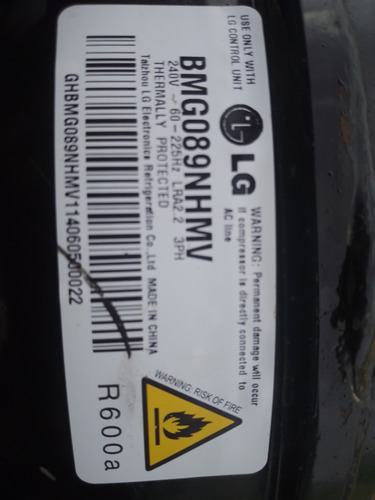 USE ONLY WITH
LG CONTROL UNIT
LG
WARNING: Permanent damage will occur
if compressor is directly connected to
AC line
BMG089NHMV
240V ~ 60-225Hz LRA2.2 3PH
THERMALLY PROTECTED
Taizhou LG Electronics Refrigeration Co.,Ltd MADE IN CHINA
GHBMG089NHMV114060500022
WARNING: RISK OF FIRE
R600a